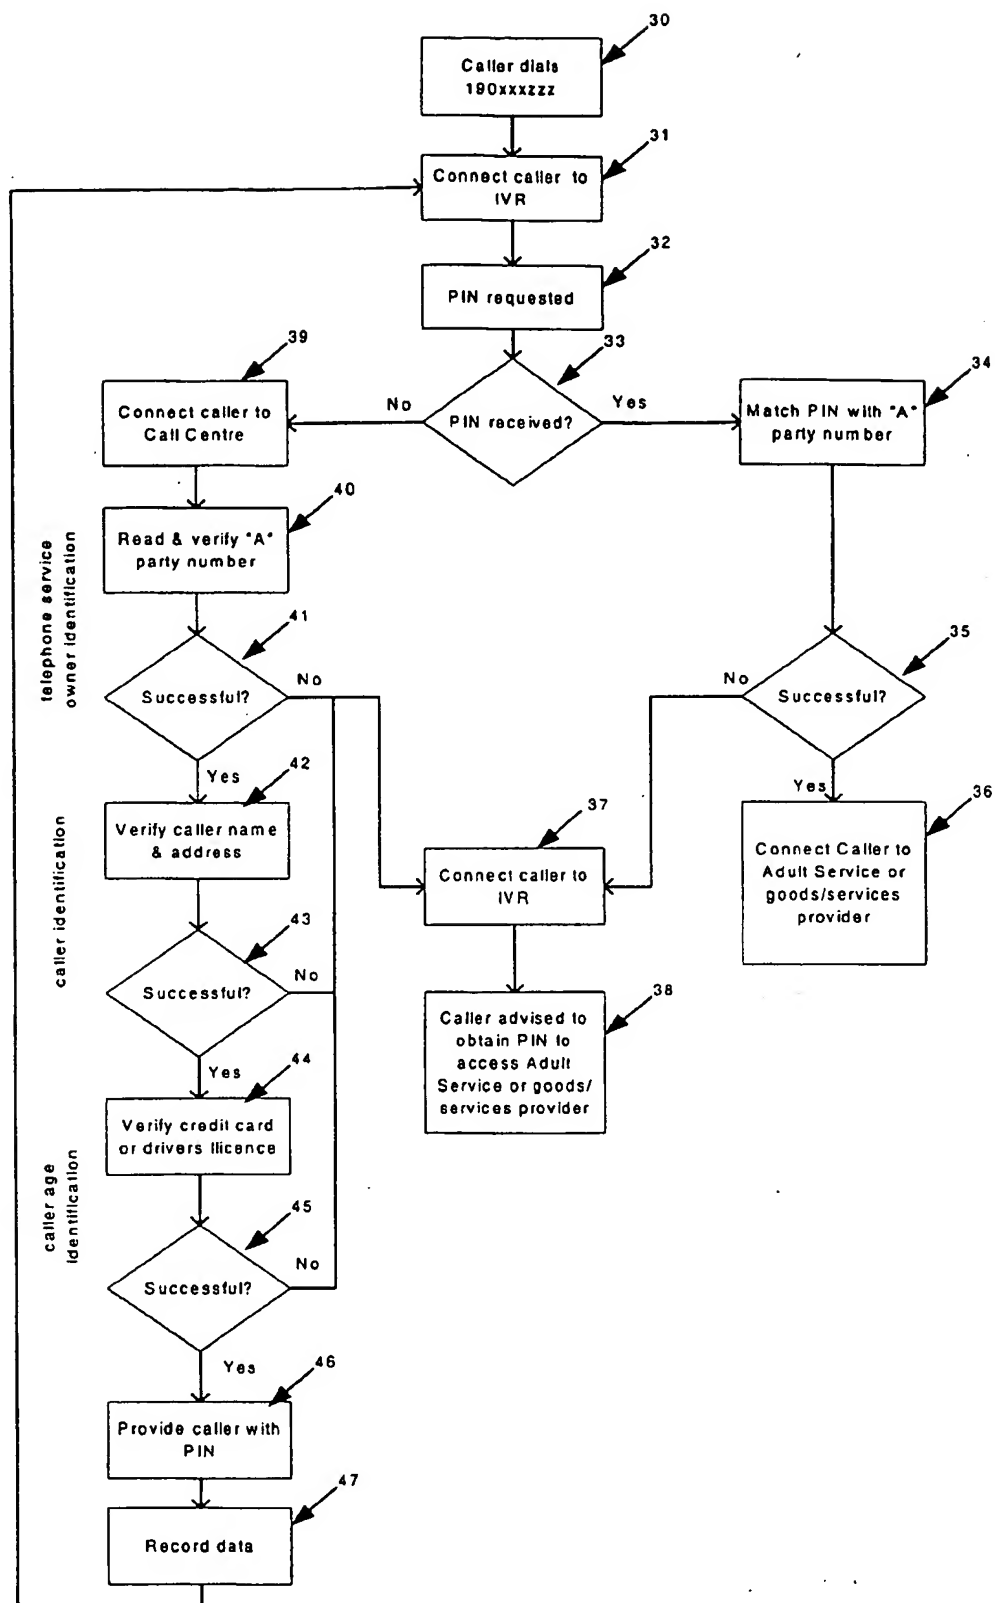 30
Caller dials
190xxxzzz
31
Connect caller to
IVR
32
PIN requested
33
PIN received?
No
Yes
39
Connect caller to
Call Centre
34
Match PIN with "A"
party number
40
Read & verify "A"
party number
telephone service
owner identification
41
Successful?
No
Yes
35
Successful?
No
Yes
36
Connect Caller to
Adult Service or
goods/services
provider
42
Verify caller name
& address
caller identification
43
Successful?
No
Yes
37
Connect caller to
IVR
38
Caller advised to
obtain PIN to
access Adult
Service or goods/
services provider
44
Verify credit card
or drivers llicence
caller age
identification
45
Successful?
No
Yes
46
Provide caller with
PIN
47
Record data